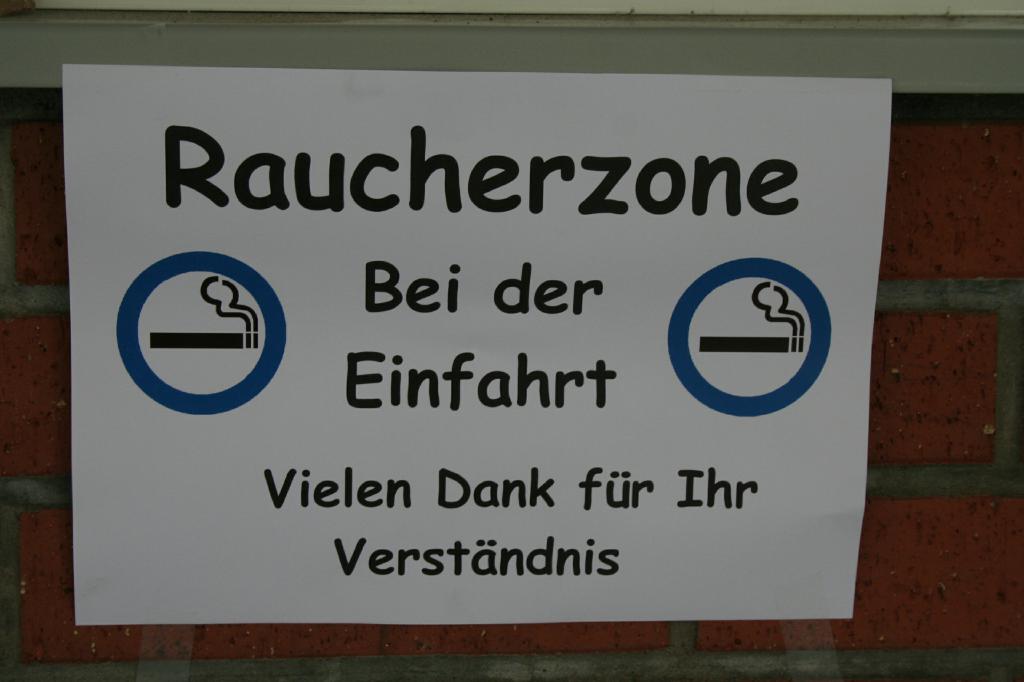 Raucherzone
Bei der
Einfahrt
Vielen Dank für Ihr
Verständnis